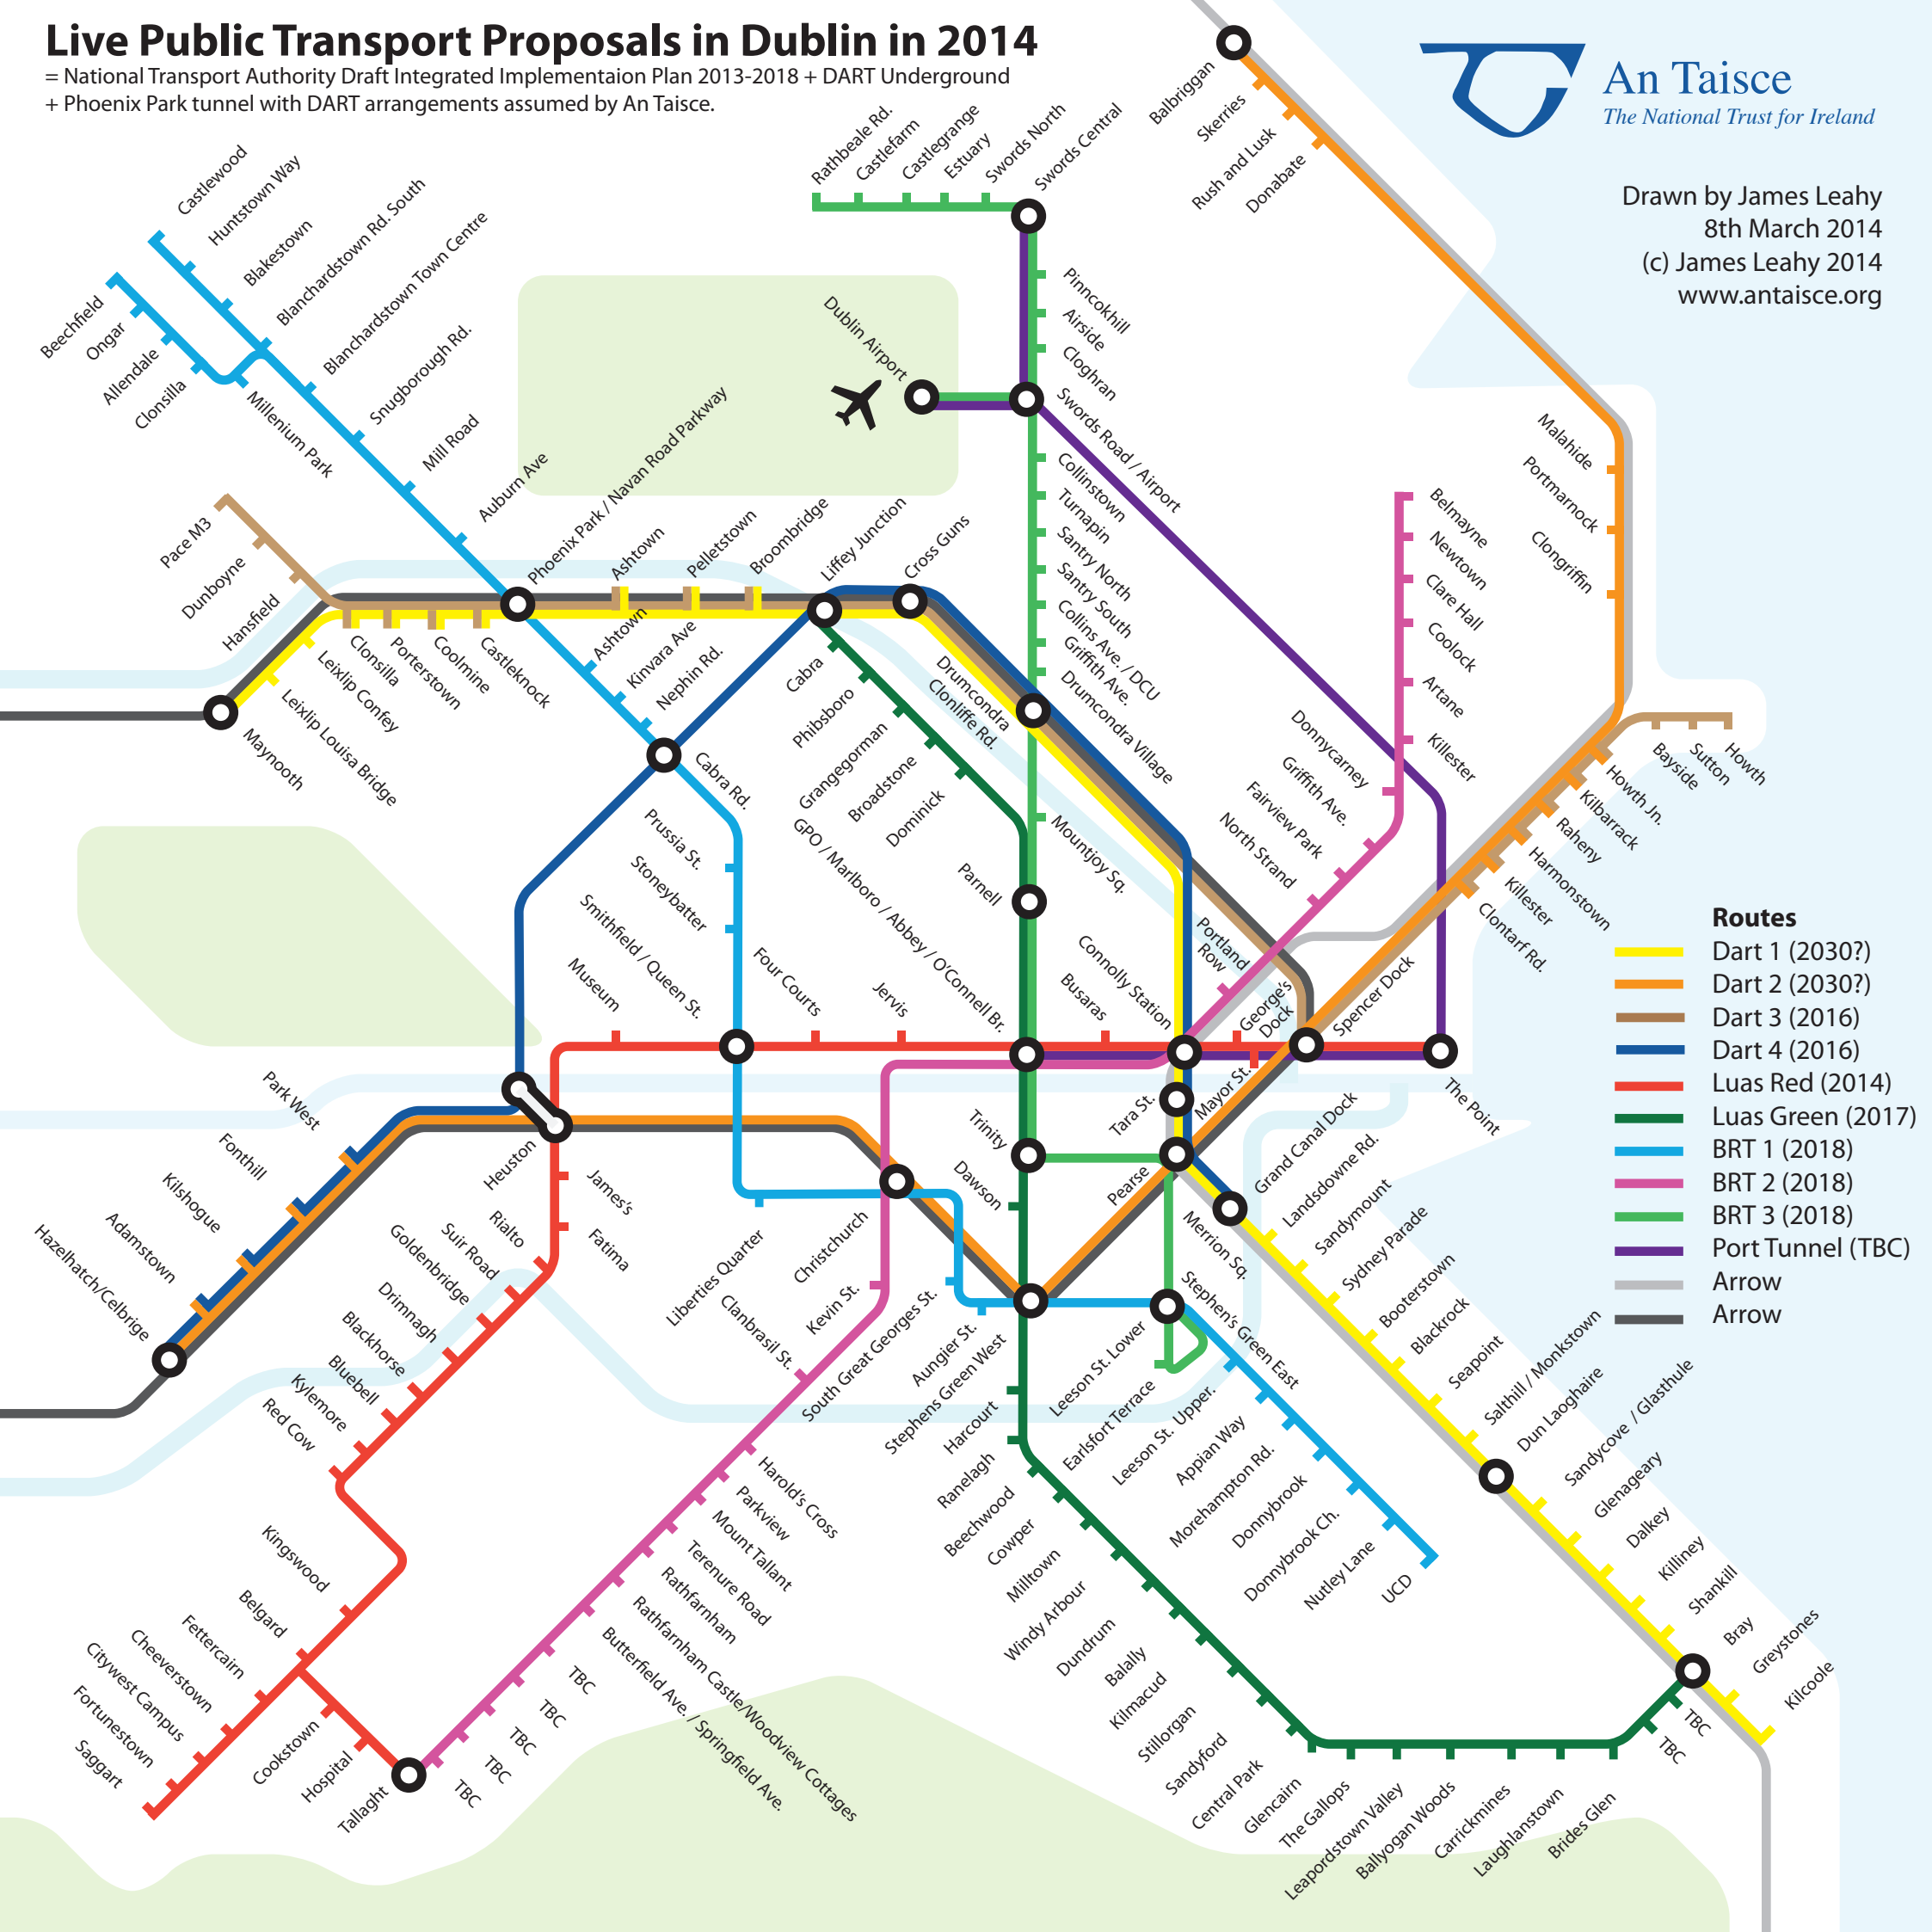 Live Public Transport Proposals in Dublin in 2014
= National Transport Authority Draft Integrated Implementaion Plan 2013-2018 + DART Underground
+ Phoenix Park tunnel with DART arrangements assumed by An Taisce.
An Taisce
The National Trust for Ireland
Drawn by James Leahy
8th March 2014
(c) James Leahy 2014
www.antaisce.org
Rathbeale Rd.
Castlefarm
Castlegrange
Estuary
Swords North
Swords Central
Balbriggan
Skerries
Rush and Lusk
Donabate
Castlewood
Huntstown Way
Blakestown
Blanchardstown Rd. South
Blanchardstown Town Centre
Snugborough Rd.
Mill Road
Auburn Ave
Phoenix Park / Navan Road Parkway
Beechfield
Ongar
Allendale
Clonsilla
Millenium Park
Dublin Airport
Pinncokhill
Airside
Cloghran
Swords Road / Airport
Collinstown
Turnapin
Santry North
Santy South
Collins Ave. / DCU
Griffith Ave.
Drumcondra Village
Malahide
Portmarnock
Clongriffin
Belmayne
Newtown
Clare Hall
Coolock
Artane
Killester
Donnycarney
Griffith Ave.
Fairview Park
North Strand
Pace M3
Dunboyne
Hansfield
Ashtown
Pelletstown
Broombridge
Liffey Junction
Cross Guns
Clonsilla
Porterstown
Coolmine
Castleknock
Leixlip Confey
Leixlip Louisa Bridge
Maynooth
Ashtown
Kinvara Ave
Nephin Rd.
Cabra Rd.
Cabra
Phibsboro
Grangegorman
Broadstone
Dominick
Drumcondra
Clonliffe Rd.
Mountjoy Sq.
Parnell
GPO / Marlboro / Abbey / O'Connell Br.
Howth Jn.
Bayside
Sutton
Howth
Kilbarrack
Raheny
Harmonstown
Killester
Clontarf Rd.
Prussia St.
Stoneybatter
Smithfield / Queen St.
Museum
Four Courts
Jervis
Busaras
Connolly Station
Portland
Row
George's
Dock
Spencer Dock
Mayor St.
The Point
Routes
Dart 1 (2030?)
Dart 2 (2030?)
Dart 3 (2016)
Dart 4 (2016)
Luas Red (2014)
Luas Green (2017)
BRT 1 (2018)
BRT 2 (2018)
BRT 3 (2018)
Port Tunnel (TBC)
Arrow
Arrow
Park West
Fonthill
Kilshogue
Adamstown
Hazelhatch/Celbrige
Heuston
James's
Fatima
Rialto
Suir Road
Goldenbridge
Drimnagh
Blackhorse
Bluebell
Kylemore
Red Cow
Kingswood
Belgard
Fettercairn
Cheeverstown
Citywest Campus
Fortunestown
Saggart
Cookstown
Hospital
Tallaght
Liberties Quarter
Christchurch
Kevin St.
Clanbrasil St.
South Great Georges St.
Aungier St.
Stephens Green West
Harold's Cross
Parkview
Mount Tallant
Terenure Road
Rathfarnham
Rathfarnham Castle/Woodview Cottages
Butterfield Ave. / Springfield Ave.
TBC
TBC
TBC
TBC
TBC
Trinity
Dawson
Tara St.
Pearse
Merrion Sq.
Stephen's Green East
Leeson St. Lower
Earlsfort Terrace
Leeson St. Upper.
Appian Way
Morehampton Rd.
Donnybrook
Donnybrook Ch.
Nutley Lane
UCD
Harcourt
Ranelagh
Beechwood
Cowper
Milltown
Windy Arbour
Dundrum
Balally
Kilmacud
Stillorgan
Sandyford
Central Park
Glencairn
The Gallops
Leapordstown Valley
Ballyogan Woods
Carrickmines
Laughlanstown
Brides Glen
TBC
TBC
Grand Canal Dock
Landsdowne Rd.
Sandymount
Sydney Parade
Booterstown
Blackrock
Seapoint
Salthill / Monkstown
Dun Laoghaire
Sandycove / Glasthule
Glenageary
Dalkey
Killiney
Shankill
Bray
Greystones
Kilcoole